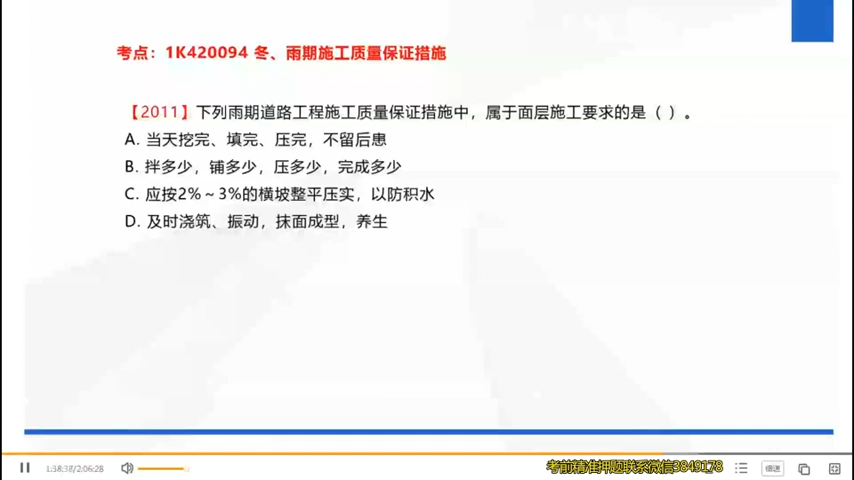 考点：1K420094 冬、雨期施工质量保证措施
【2011】下列雨期道路工程施工质量保证措施中，属于面层施工要求的是（ ）。
A. 当天挖完、填完、压完，不留后患
B. 拌多少，铺多少，压多少，完成多少
C. 应按2%～3%的横坡整平压实，以防积水
D. 及时浇筑、振动，抹面成型，养生
1:38:38/2:06:28
考前精准押题联系微信3849178
倍速